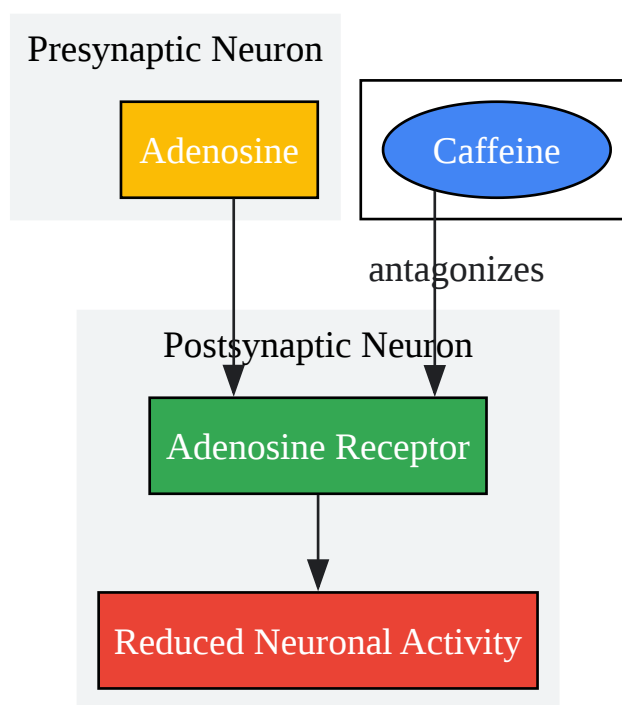 Presynaptic Neuron
Adenosine
Caffeine
antagonizes
Postsynaptic Neuron
Adenosine Receptor
Reduced Neuronal Activity